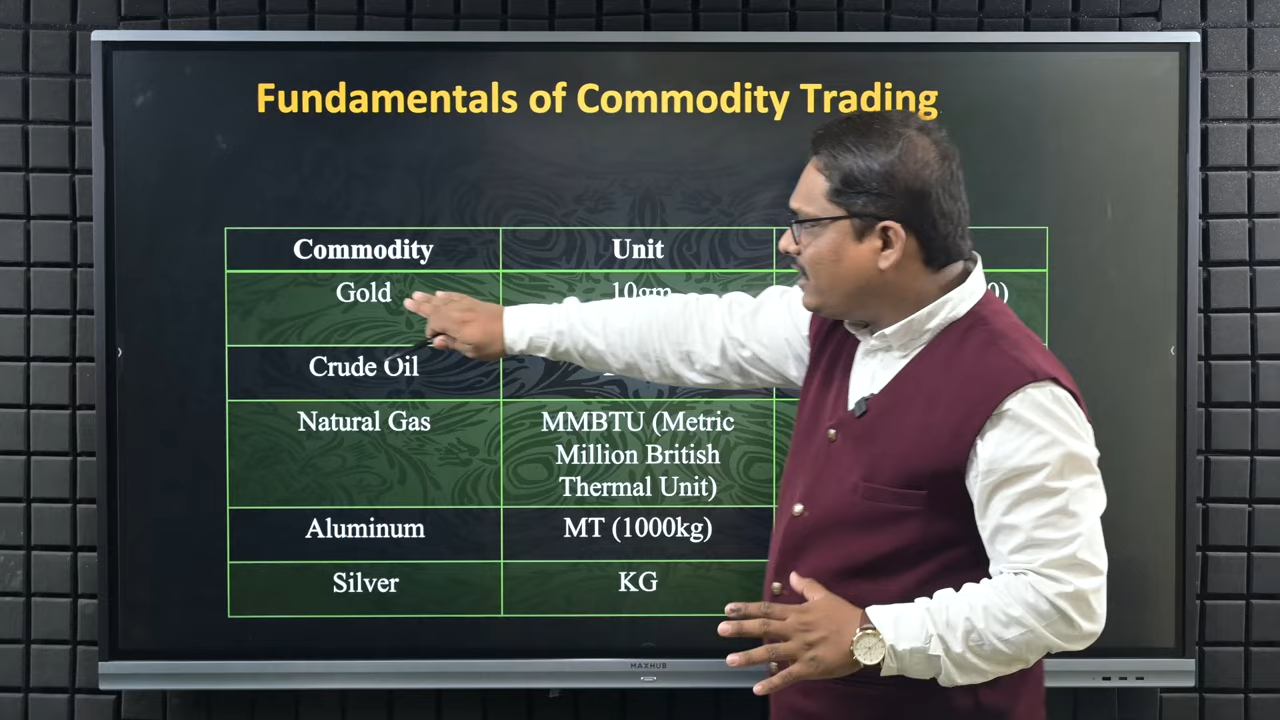 Fundamentals of Commodity Trading
Commodity Unit
Gold 10gm 0)
Crude Oil
Natural Gas MMBTU (Metric
Million British
Thermal Unit)
Aluminum MT (1000kg)
Silver KG
MAXHUB